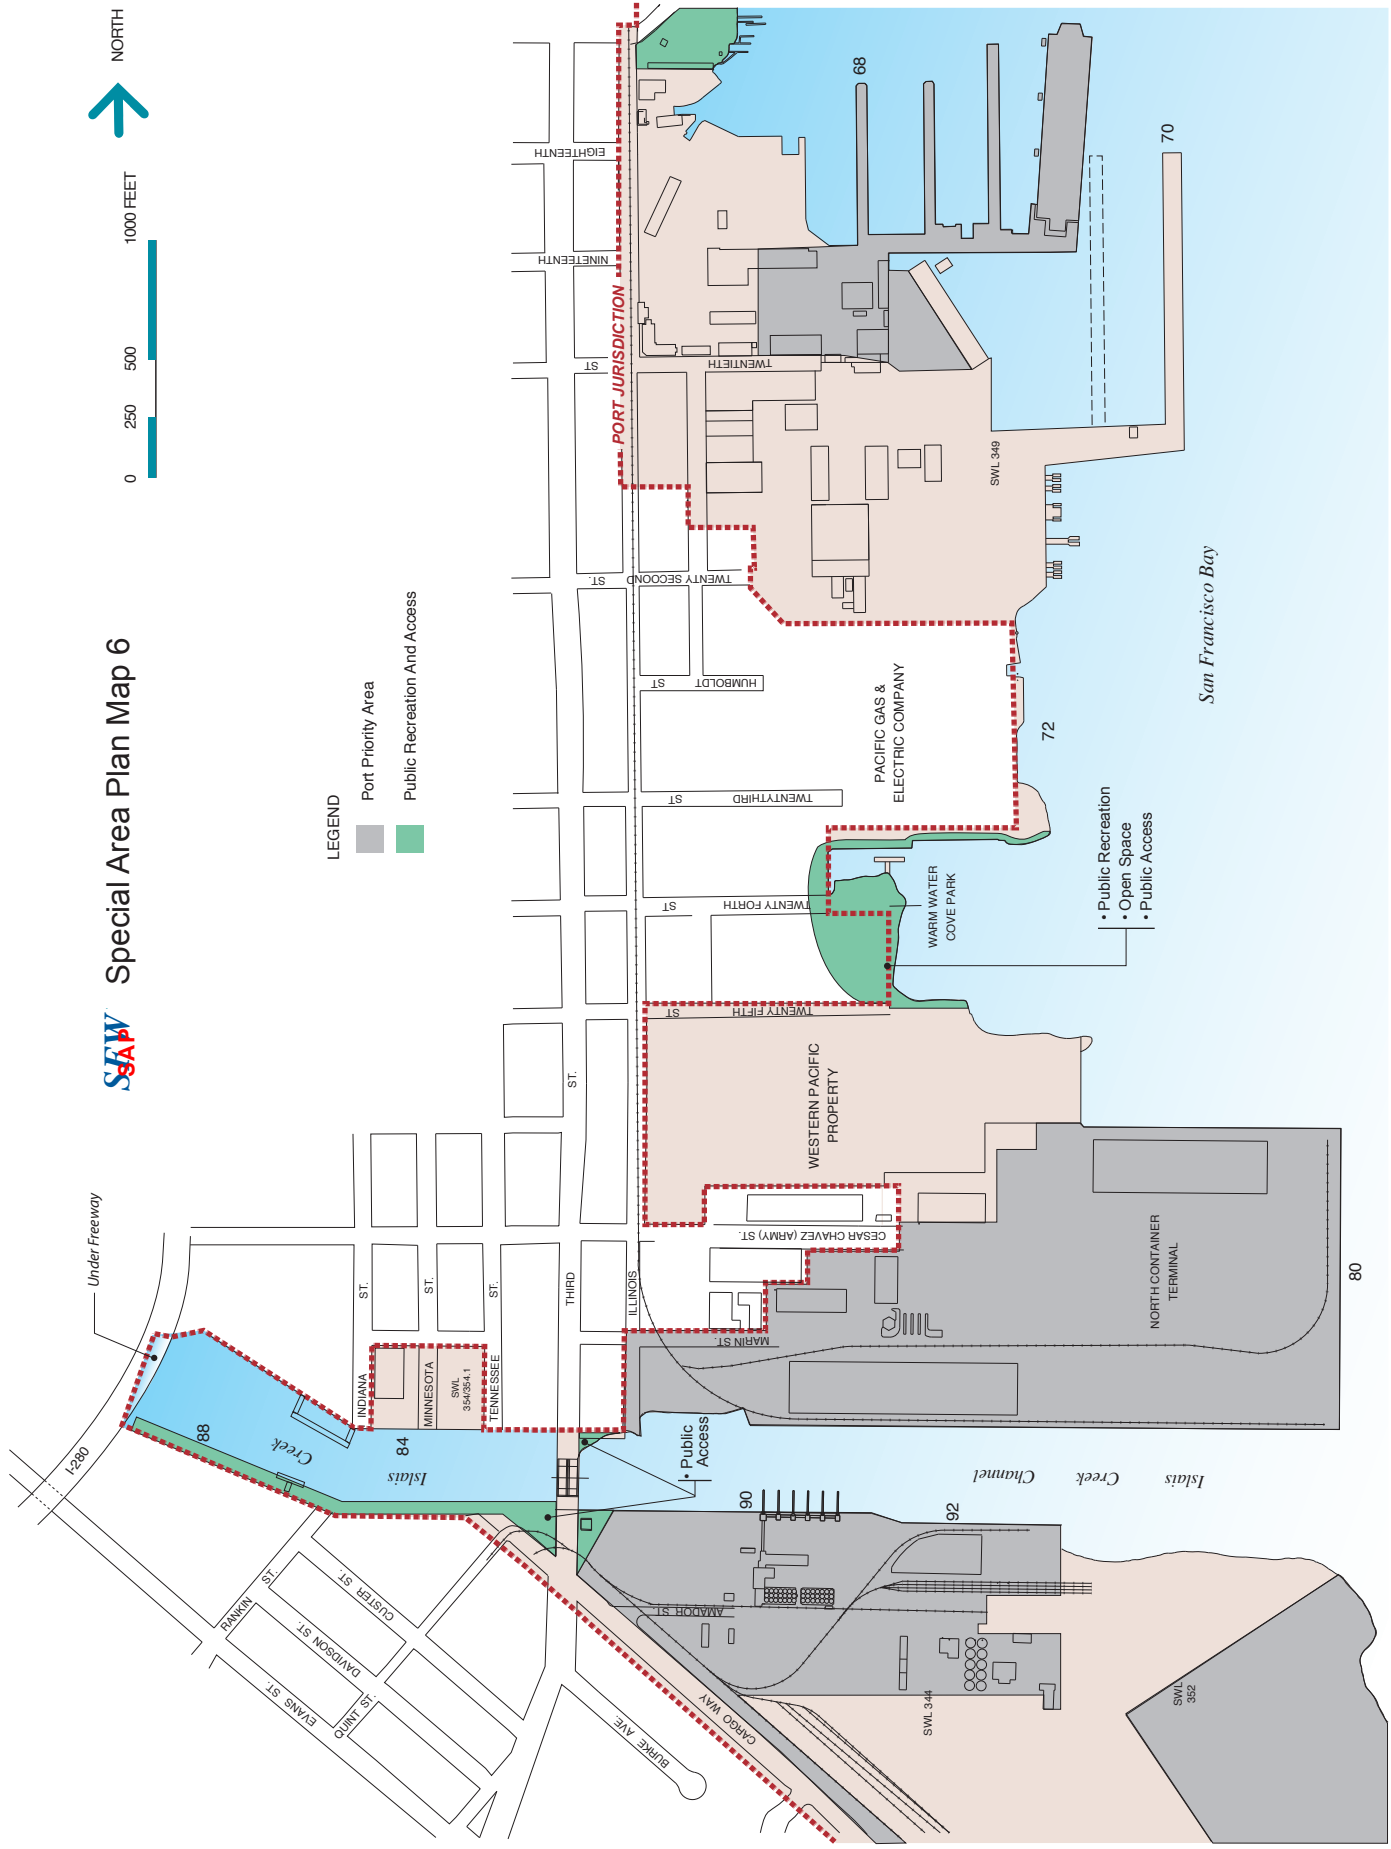 SFW
SAP
Special Area Plan Map 6
NORTH
0
250
500
1000 FEET
LEGEND
Port Priority Area
Public Recreation And Access
Under Freeway
I-280
EIGHTEENTH
NINETEENTH
ST
PORT JURISDICTION
TWENTIETH
ST.
TWENTY SECOOND
ST
HUMBOLDT
ST
TWENTYTHIRD
ST
TWENTY FORTH
ST
TWENTY FIFTH
68
70
SWL 349
San Francisco Bay
PACIFIC GAS &
ELECTRIC COMPANY
72
WARM WATER
COVE PARK
• Public Recreation
• Open Space
• Public Access
WESTERN PACIFIC
PROPERTY
CESAR CHAVEZ (ARMY) ST.
MARIN ST.
NORTH CONTAINER
TERMINAL
80
INDIANA
ST.
MINNESOTA
ST.
TENNESSEE
ST.
THIRD
ST.
ILLINOIS
SWL
354/354.1
88
84
Islais
Creek
• Public
Access
Islais
Creek
Channel
90
92
AMADOR ST.
CARGO WAY
SWL 344
SWL
352
RANKIN
ST.
CUSTER ST.
DAVIDSON ST.
EVANS ST.
QUINT ST.
BURKE AVE.